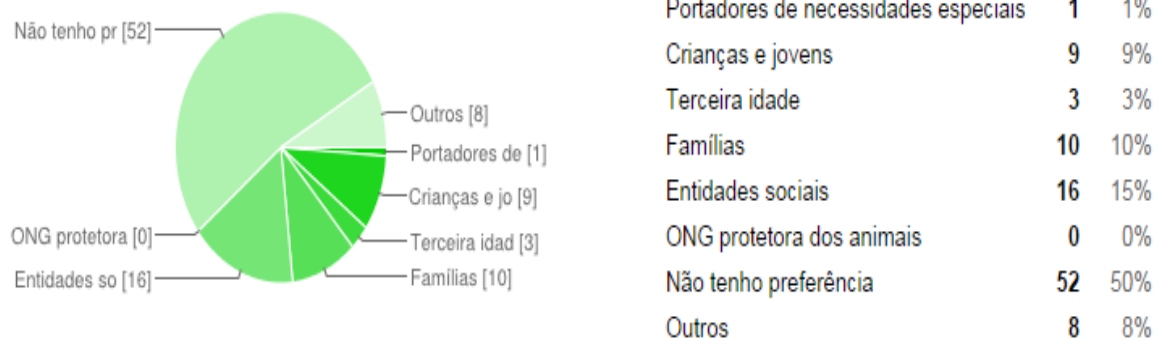 Não tenho pr [52]
Outros [8]
Portadores de [1]
Crianças e jo [9]
ONG protetora [0]
Terceira idad [3]
Entidades so [16]
Famílias [10]
Portadores de necessidades especiais 1 1%
Crianças e jovens 9 9%
Terceira idade 3 3%
Famílias 10 10%
Entidades sociais 16 15%
ONG protetora dos animais 0 0%
Não tenho preferência 52 50%
Outros 8 8%